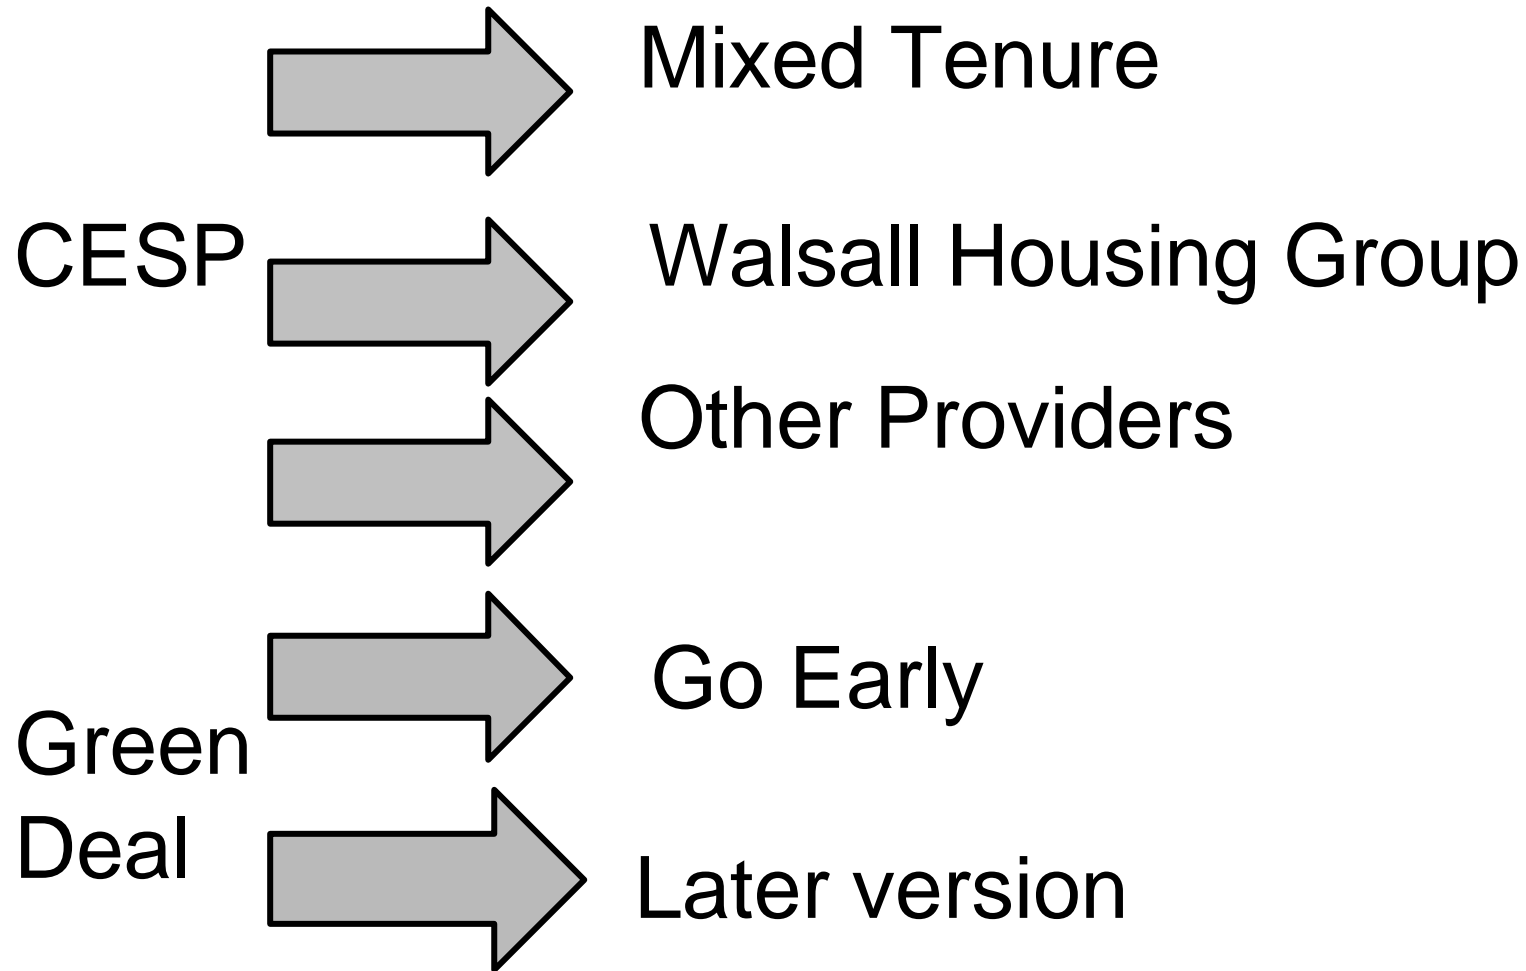 Mixed Tenure
CESP
Walsall Housing Group
Other Providers
Go Early
Green
Deal
Later version